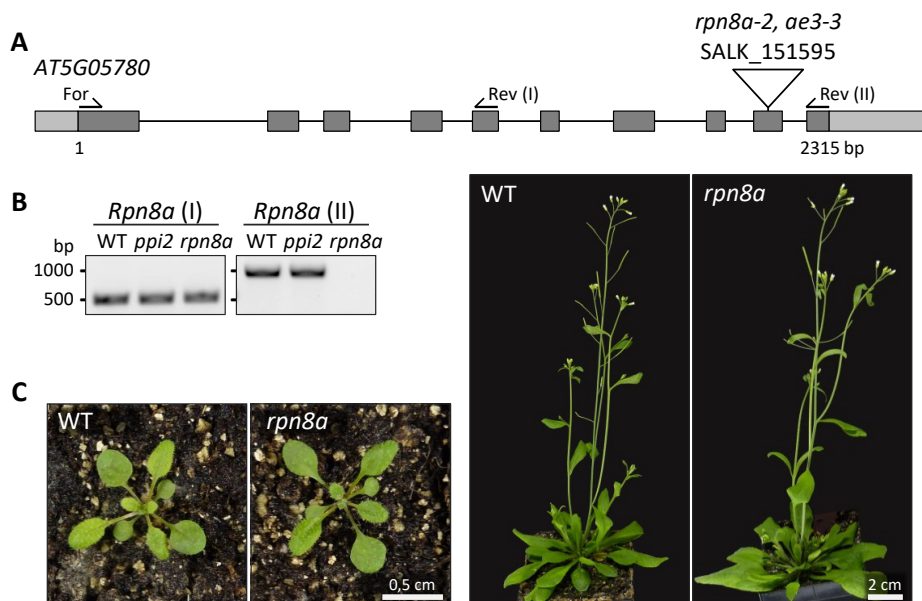 A
rpn8a-2, ae3-3
SALK_151595
AT5G05780
For
Rev (I)
Rev (II)
1
2315 bp
B
Rpn8a (I)
Rpn8a (II)
bp
WT ppi2 rpn8a
WT ppi2 rpn8a
1000
500
C
WT
rpn8a
0,5 cm
WT
rpn8a
2 cm